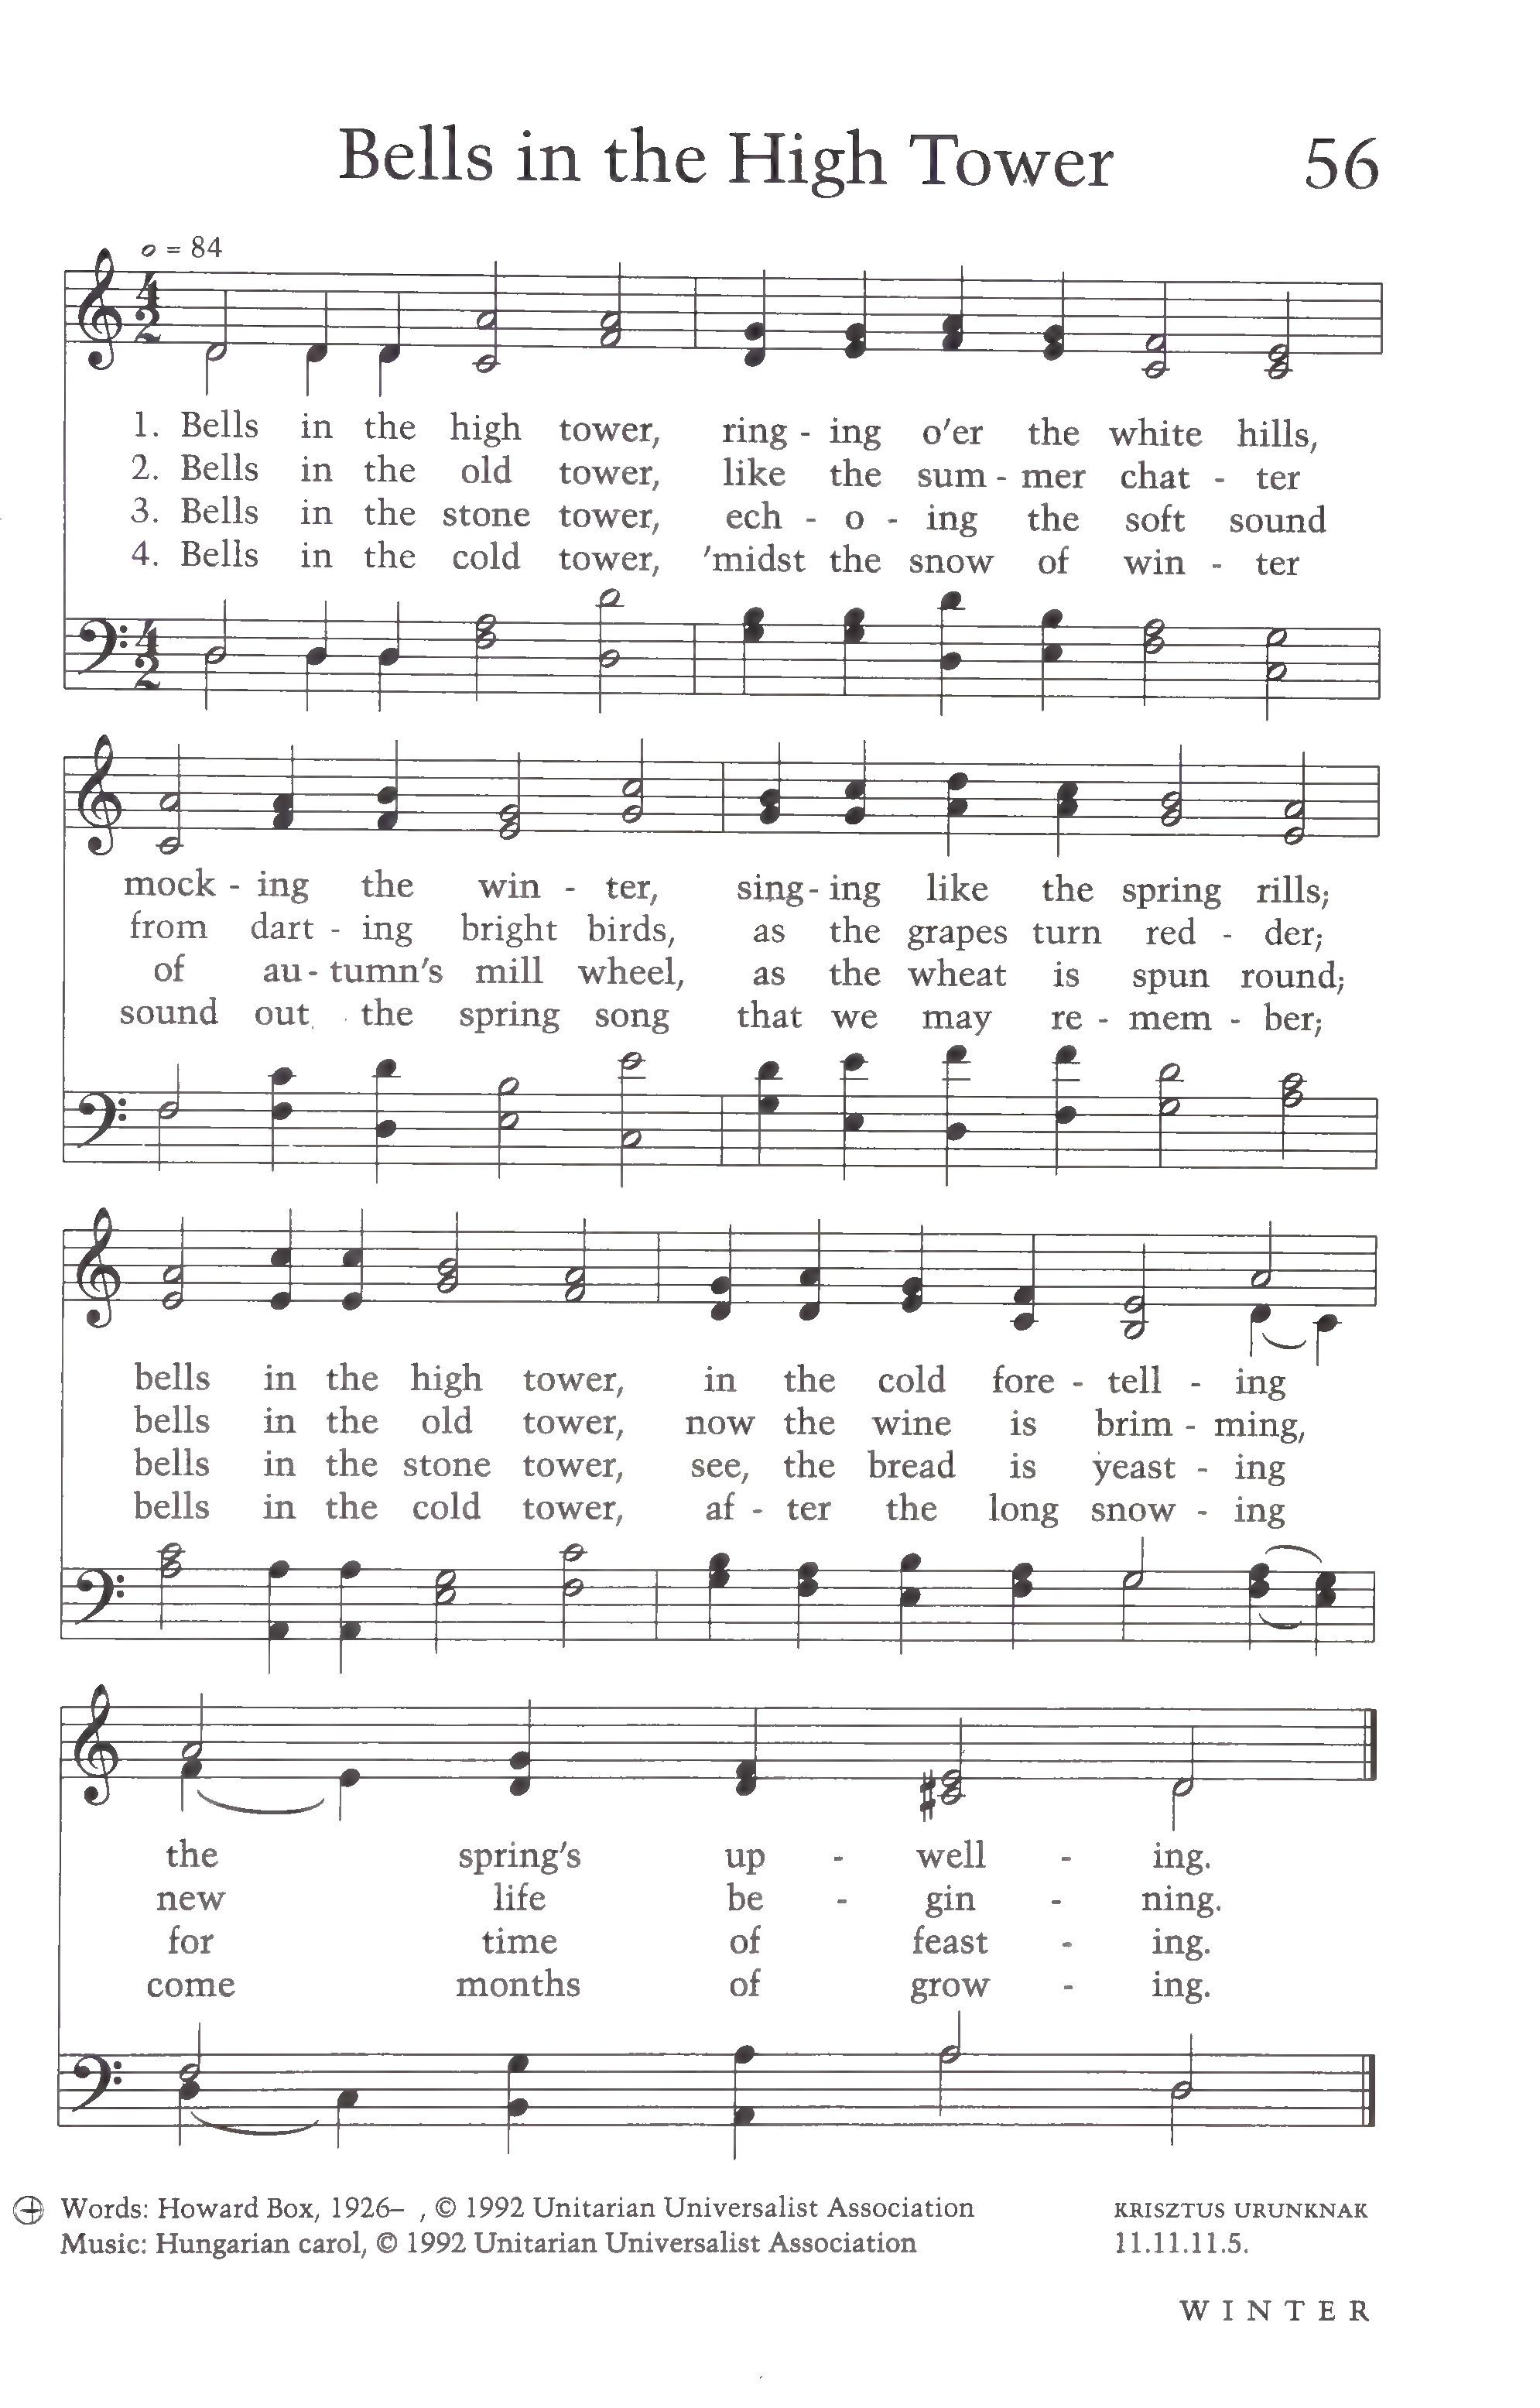 Bells in the High Tower 56
= 84
4 2
1. Bells in the high tower, ring - ing o'er the white hills,
2. Bells in the old tower, like the sum - mer chat - ter
3. Bells in the stone tower, ech - o - ing the soft sound
4. Bells in the cold tower, 'midst the snow of win - ter
4 2
mock - ing the win - ter, sing - ing like the spring rills;
from dart - ing bright birds, as the grapes turn red - der;
of au - tumn's mill wheel, as the wheat is spun round;
sound out the spring song that we may re - mem - ber;
bells in the high tower, in the cold fore - tell - ing
bells in the old tower, now the wine is brim - ming,
bells in the stone tower, see, the bread is yeast - ing
bells in the cold tower, af - ter the long snow - ing
the spring's up - well - ing.
new life be - gin - ning.
for time of feast - ing.
come months of grow - ing.
Words: Howard Box, 1926– , © 1992 Unitarian Universalist Association KRISZTUS URUNKNAK
Music: Hungarian carol, © 1992 Unitarian Universalist Association 11.11.11.5.
WINTER